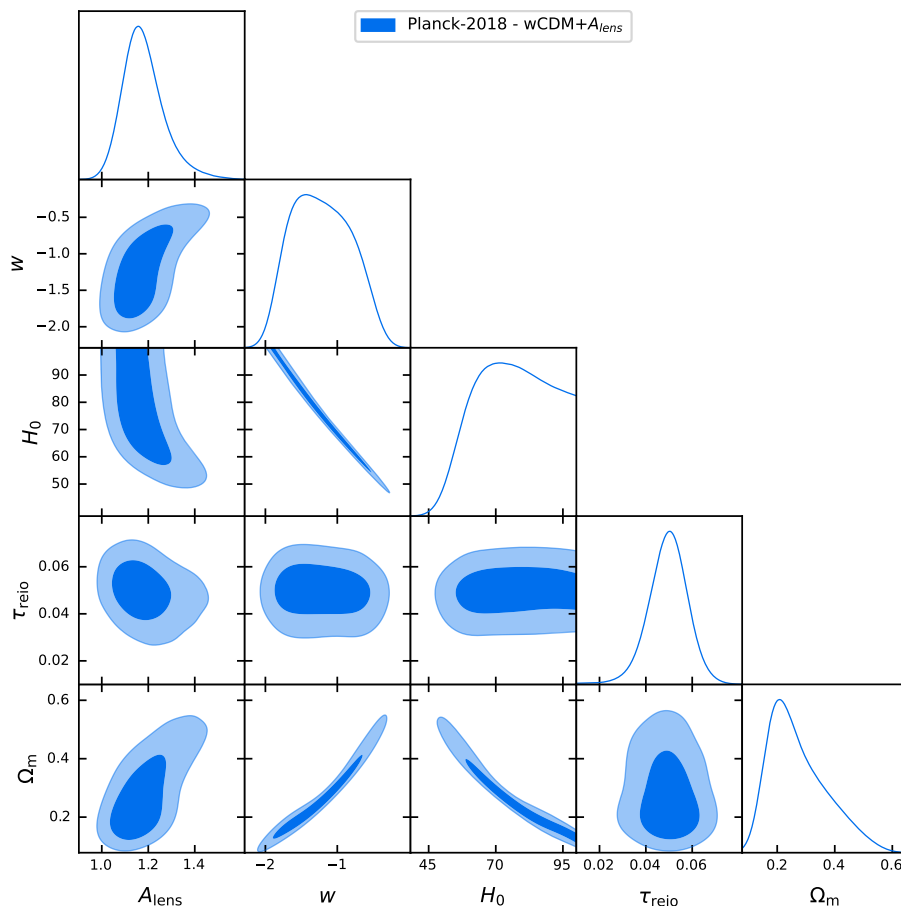 Planck-2018 - wCDM+A_lens
w
−0.5
−1.0
−1.5
−2.0
H₀
90
80
70
60
50
τ_reio
0.06
0.04
0.02
Ω_m
0.6
0.4
0.2
1.0 1.2 1.4 −2 −1 45 70 95 0.02 0.04 0.06 0.2 0.4 0.6
A_lens w H₀ τ_reio Ω_m